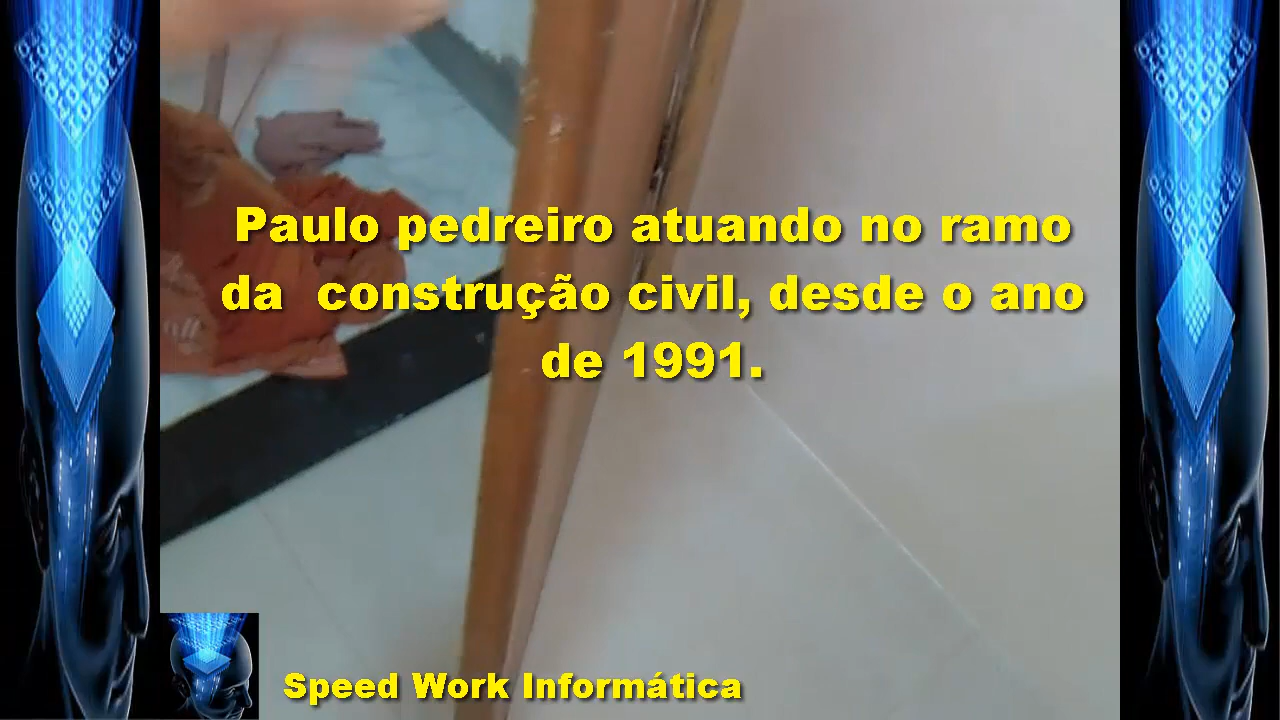 Paulo pedreiro atuando no ramo
da  construção civil, desde o ano
de 1991.
Speed Work Informática